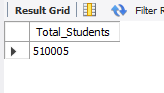 Result Grid Filter R
Total_Students
510005